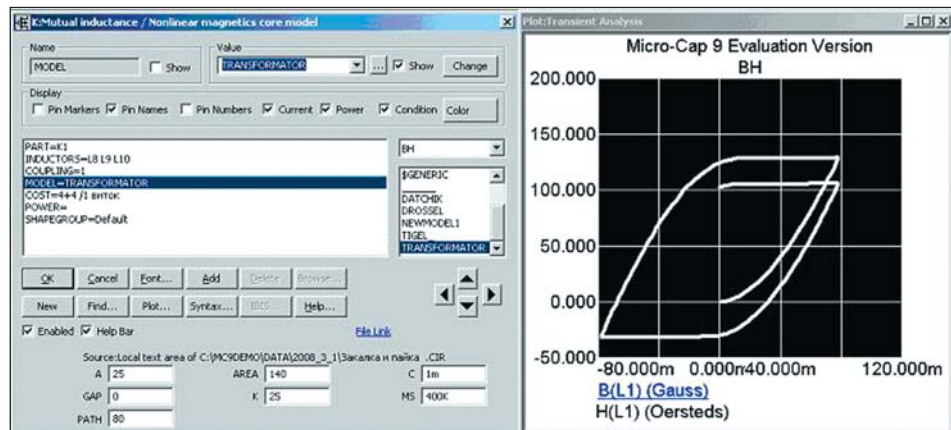 K:Mutual inductance / Nonlinear magnetics core model
Name
MODEL
Show
Value
TRANSFORMATOR
...
Show
Change
Display
Pin Markers
Pin Names
Pin Numbers
Current
Power
Condition
Color
PART=K1
INDUCTORS=L8 L9 L10
COUPLING=1
MODEL=TRANSFORMATOR
COST=4+4 /1 виток
POWER=
SHAPEGROUP=Default
BH
$GENERIC
DATCHIK
DROSSEL
NEWMODEL1
TIGEL
TRANSFORMATOR
OK
Cancel
Font...
Add
Delete
Browse...
New
Find...
Plot...
Syntax...
IBIS...
Help...
Enabled
Help Bar
File Link
Source:Local text area of C:\MC9DEMO\DATA\2008_3_1\Закалка и пайка .CIR
A 25
AREA 140
C 1m
GAP 0
K 25
MS 400K
PATH 80
Plot:Transient Analysis
Micro-Cap 9 Evaluation Version
BH
200.000
150.000
100.000
50.000
0.000
-50.000
-80.000m
0.000m
40.000m
120.000m
B(L1) (Gauss)
H(L1) (Oersteds)